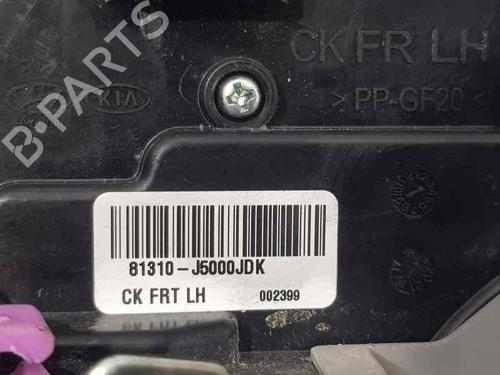 B-PARTS
KIA
CK FR LH
>PP-GF20<
81310-J5000JDK
CK FRT LH 002399